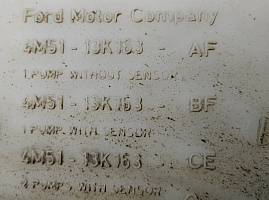 Ford Motor Company
4M51 - 13K163 - AF
1 PUMP WITHOUT SENSOR
4M51 - 13K163 - BF
1 PUMP WITH SENSOR
4M51 - 13K163 - CE
2 PUMPS WITH SENSOR